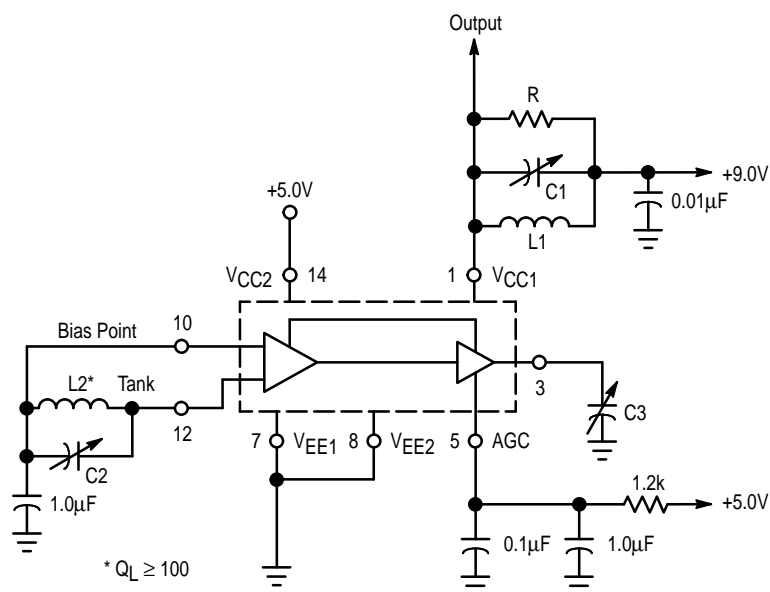 Output
R
C1
L1
+9.0V
0.01µF
+5.0V
VCC2 14
1 VCC1
Bias Point 10
L2* Tank
12
C2
1.0µF
3
C3
7 VEE1
8 VEE2
5 AGC
1.2k
+5.0V
0.1µF
1.0µF
* QL ≥ 100